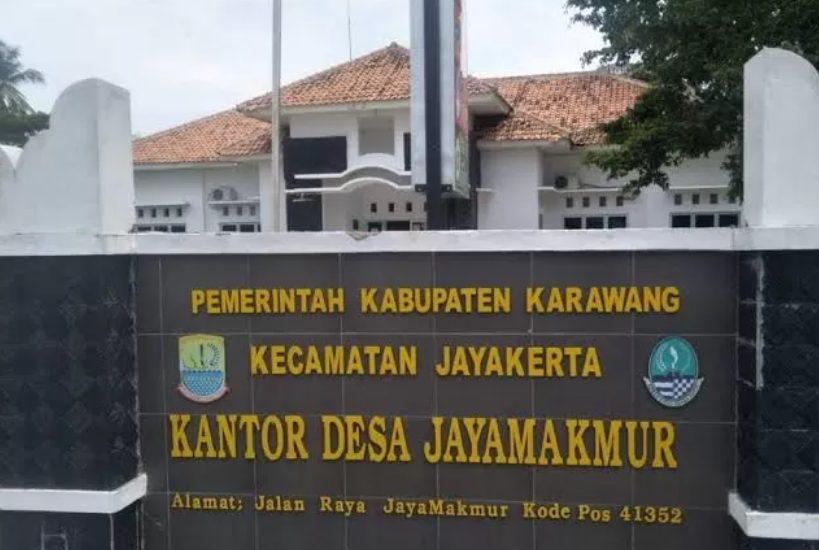 PEMERINTAH KABUPATEN KARAWANG
KECAMATAN JAYAKERTA
KANTOR DESA JAYAMAKMUR
Alamat; Jalan Raya JayaMakmur Kode Pos 41352